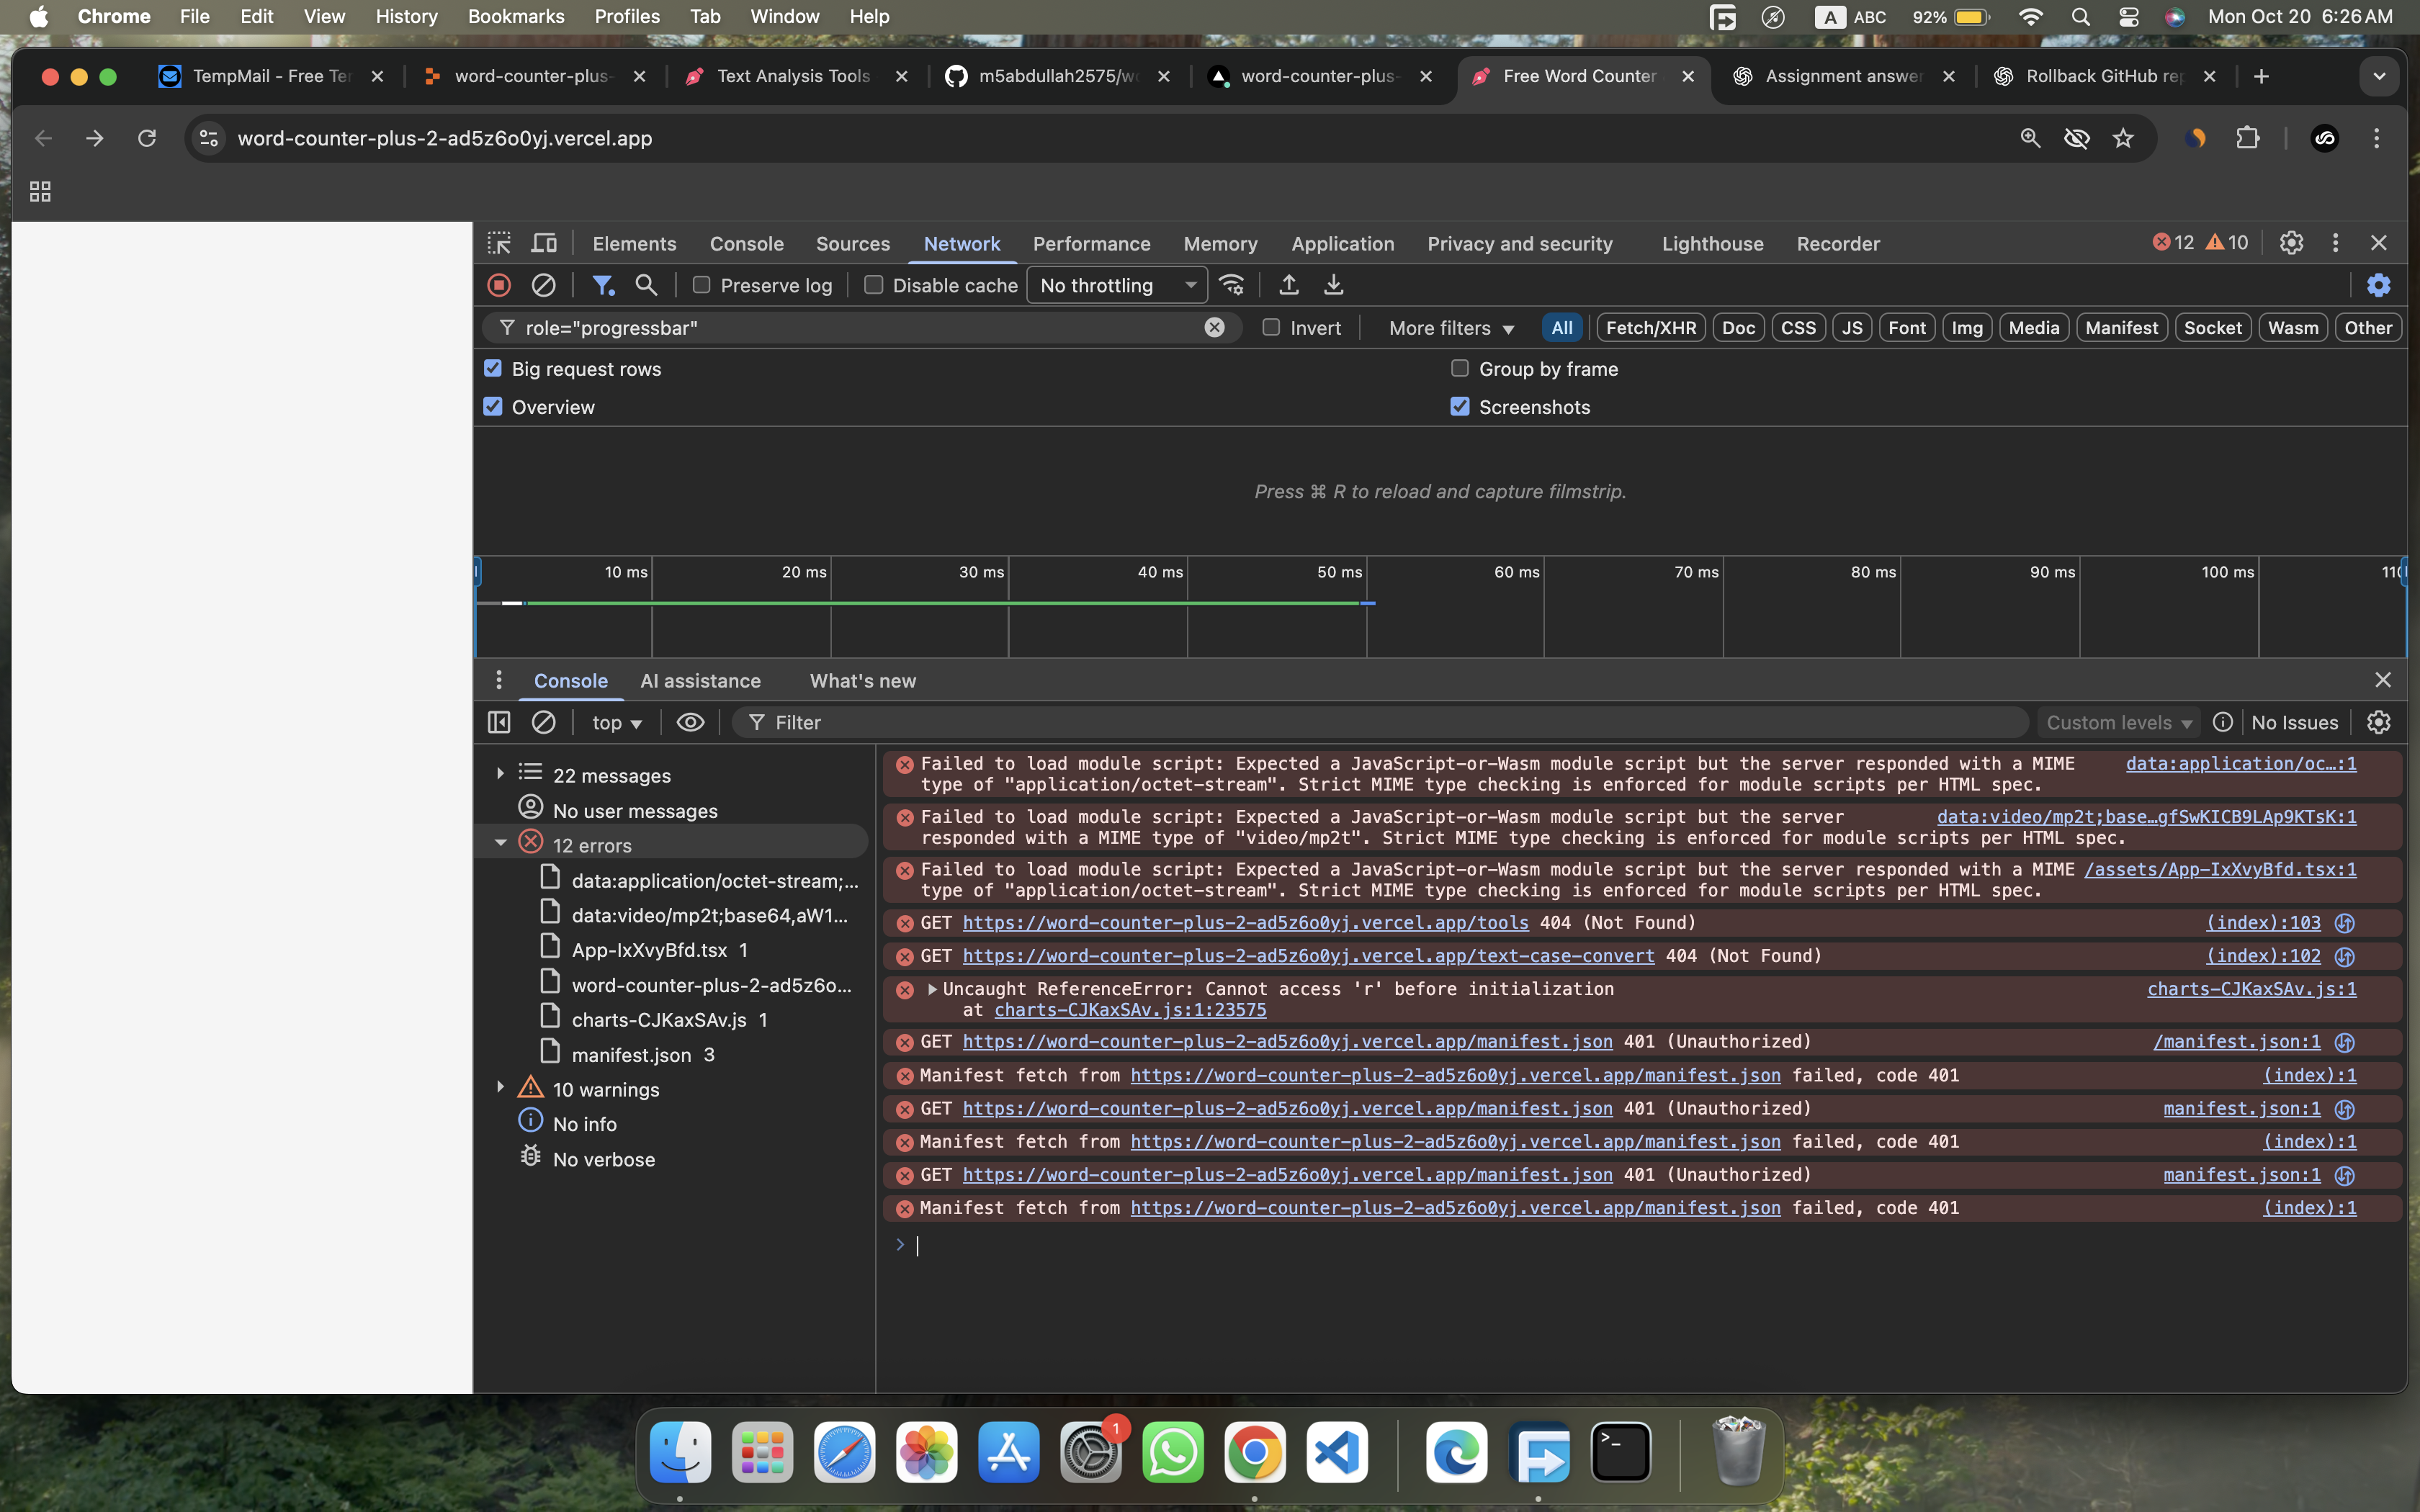 Chrome File Edit View History Bookmarks Profiles Tab Window Help A ABC 92% Mon Oct 20 6:26 AM
TempMail - Free Te word-counter-plus- Text Analysis Tools m5abdullah2575/w word-counter-plus- Free Word Counter Assignment answer Rollback GitHub re
word-counter-plus-2-ad5z6o0yj.vercel.app
Elements Console Sources Network Performance Memory Application Privacy and security Lighthouse Recorder 12 10
Preserve log Disable cache No throttling
role="progressbar" Invert More filters All Fetch/XHR Doc CSS JS Font Img Media Manifest Socket Wasm Other
Big request rows Group by frame
Overview Screenshots
Press ⌘ R to reload and capture filmstrip.
10 ms 20 ms 30 ms 40 ms 50 ms 60 ms 70 ms 80 ms 90 ms 100 ms 110
Console AI assistance What's new
top Filter Custom levels No Issues
22 messages
No user messages
12 errors
data:application/octet-stream;...
data:video/mp2t;base64,aW1...
App-IxXvyBfd.tsx 1
word-counter-plus-2-ad5z6o...
charts-CJKaxSAv.js 1
manifest.json 3
10 warnings
No info
No verbose
Failed to load module script: Expected a JavaScript-or-Wasm module script but the server responded with a MIME data:application/oc…:1
type of "application/octet-stream". Strict MIME type checking is enforced for module scripts per HTML spec.
Failed to load module script: Expected a JavaScript-or-Wasm module script but the server data:video/mp2t;base…gfSwKICB9LAp9KTsK:1
responded with a MIME type of "video/mp2t". Strict MIME type checking is enforced for module scripts per HTML spec.
Failed to load module script: Expected a JavaScript-or-Wasm module script but the server responded with a MIME /assets/App-IxXvyBfd.tsx:1
type of "application/octet-stream". Strict MIME type checking is enforced for module scripts per HTML spec.
GET https://word-counter-plus-2-ad5z6o0yj.vercel.app/tools 404 (Not Found) (index):103
GET https://word-counter-plus-2-ad5z6o0yj.vercel.app/text-case-convert 404 (Not Found) (index):102
Uncaught ReferenceError: Cannot access 'r' before initialization charts-CJKaxSAv.js:1
at charts-CJKaxSAv.js:1:23575
GET https://word-counter-plus-2-ad5z6o0yj.vercel.app/manifest.json 401 (Unauthorized) /manifest.json:1
Manifest fetch from https://word-counter-plus-2-ad5z6o0yj.vercel.app/manifest.json failed, code 401 (index):1
GET https://word-counter-plus-2-ad5z6o0yj.vercel.app/manifest.json 401 (Unauthorized) manifest.json:1
Manifest fetch from https://word-counter-plus-2-ad5z6o0yj.vercel.app/manifest.json failed, code 401 (index):1
GET https://word-counter-plus-2-ad5z6o0yj.vercel.app/manifest.json 401 (Unauthorized) manifest.json:1
Manifest fetch from https://word-counter-plus-2-ad5z6o0yj.vercel.app/manifest.json failed, code 401 (index):1
1